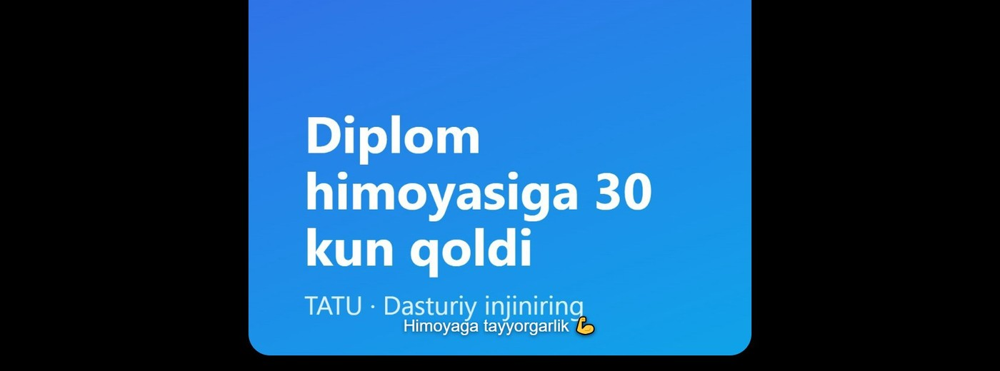 Diplom
himoyasiga 30
kun qoldi
TATU · Dasturiy injiniring
Himoyaga tayyorgarlik 💪